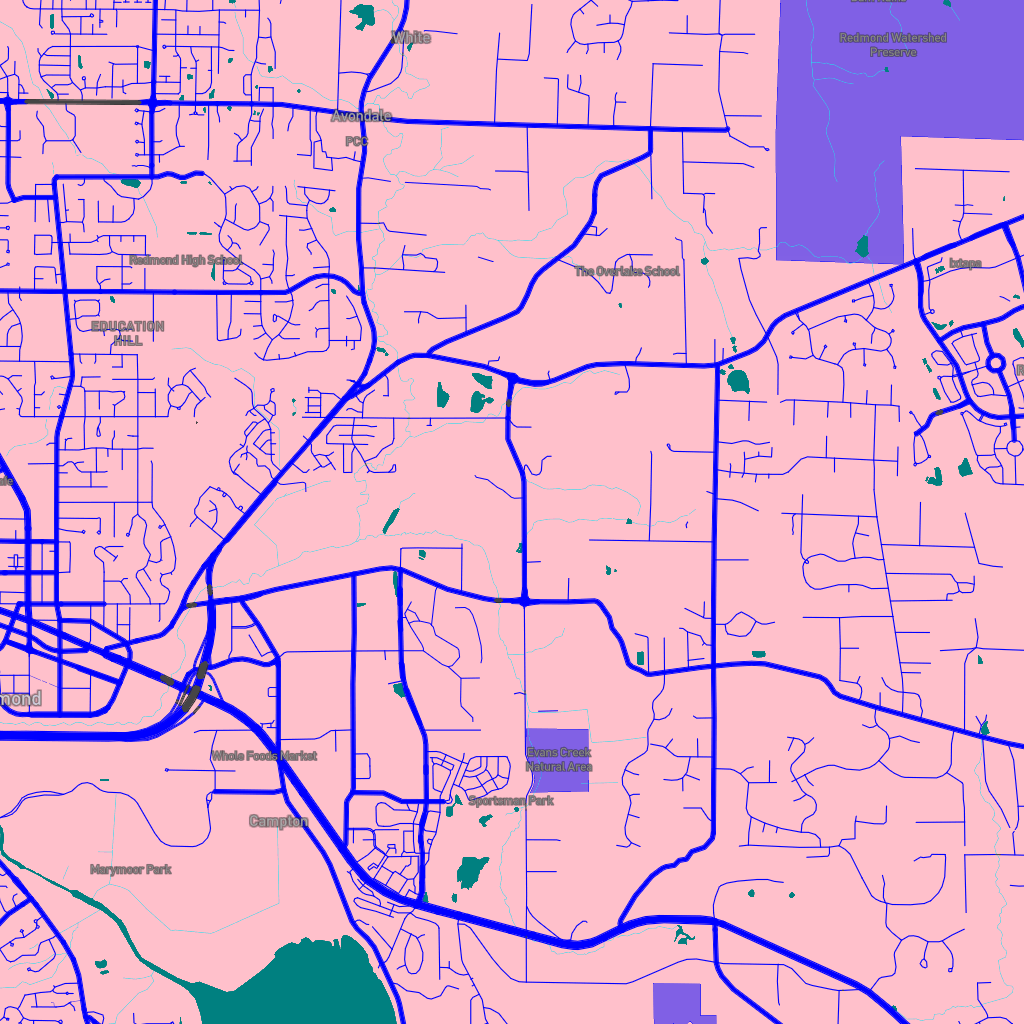 White
Redmond Watershed
Preserve
Avondale
PCC
Redmond High School
The Overlake School
Ixtapa
EDUCATION
HILL
mond
Whole Foods Market
Evans Creek
Natural Area
Sportsman Park
Campton
Marymoor Park